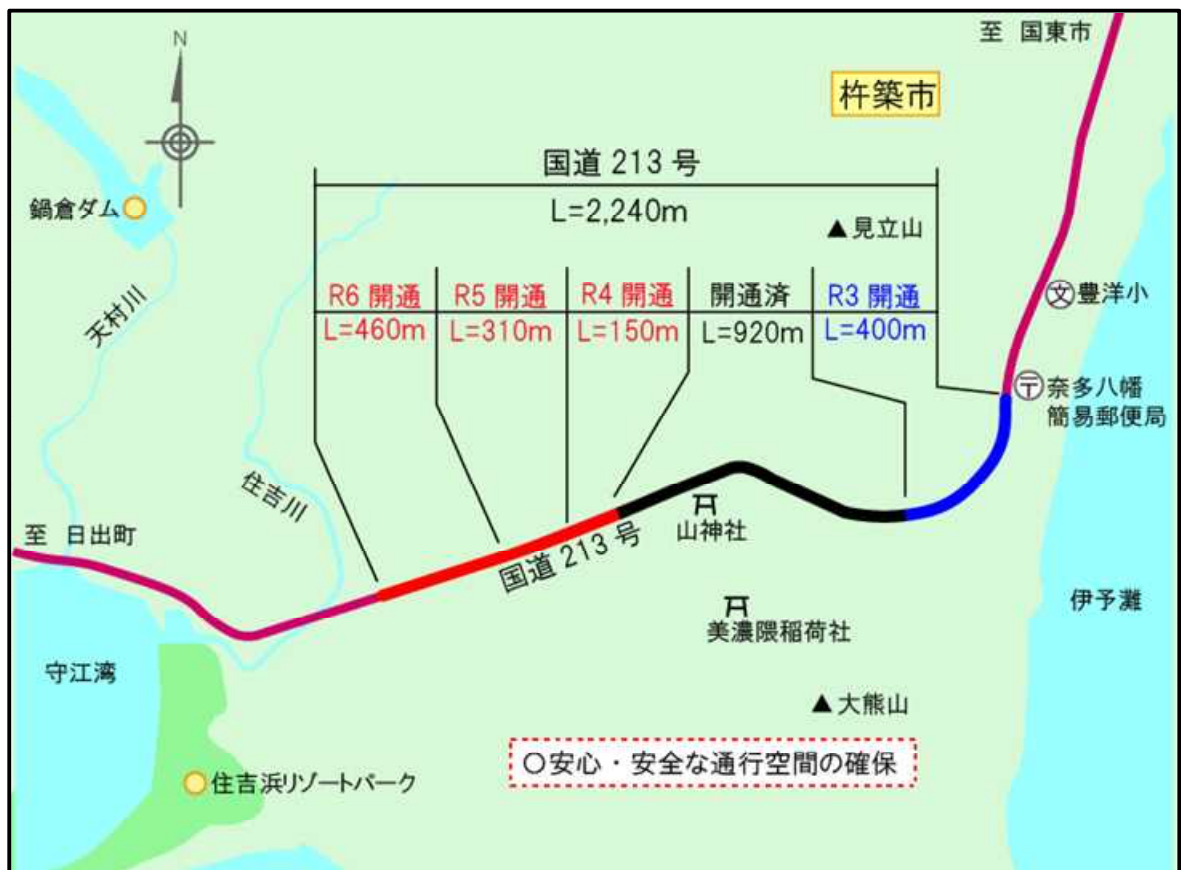 至 国東市
N
杵築市
国道 213 号
L=2,240m
鍋倉ダム
▲見立山
R6 開通
R5 開通
R4 開通
開通済
R3 開通
L=460m
L=310m
L=150m
L=920m
L=400m
文 豊洋小
天村川
〒 奈多八幡
簡易郵便局
住吉川
至 日出町
山神社
国道 213 号
伊予灘
美濃隈稲荷社
守江湾
▲大熊山
○安心・安全な通行空間の確保
住吉浜リゾートパーク